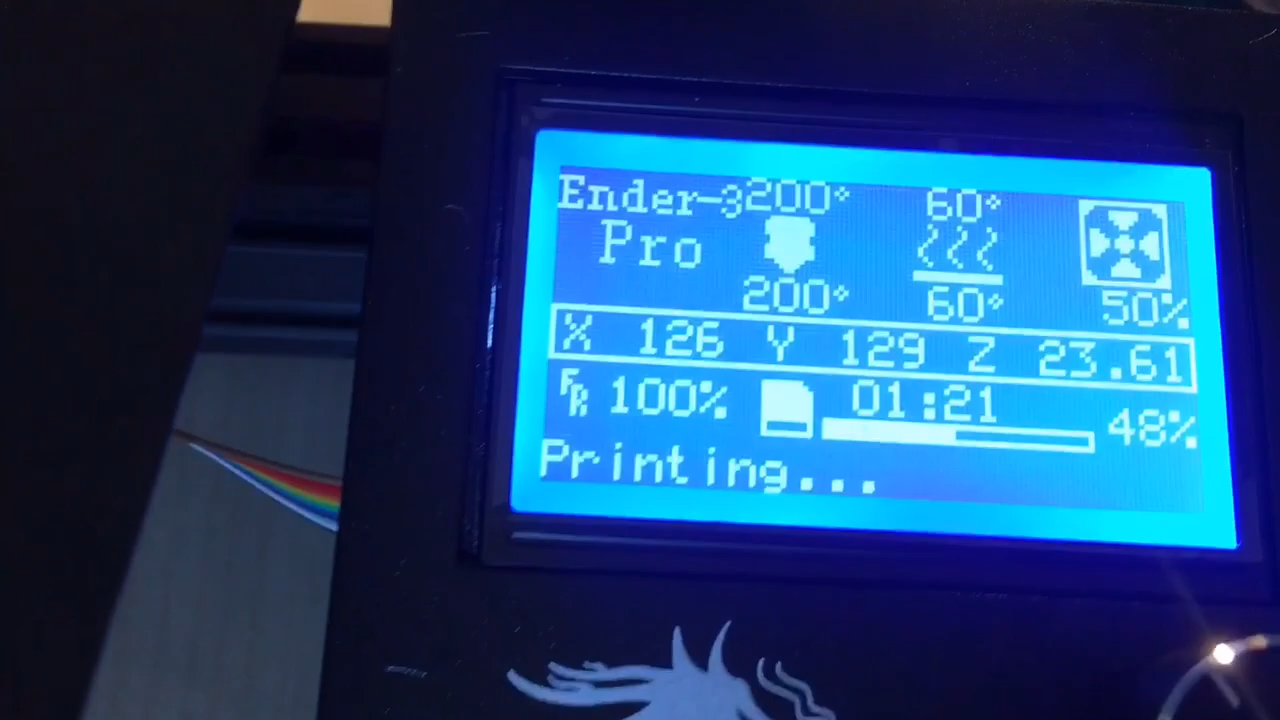 Ender-3 200° 60°
Pro
200° 60° 50%
X 126 Y 129 Z 23.61
FR 100% 01:21 48%
Printing...